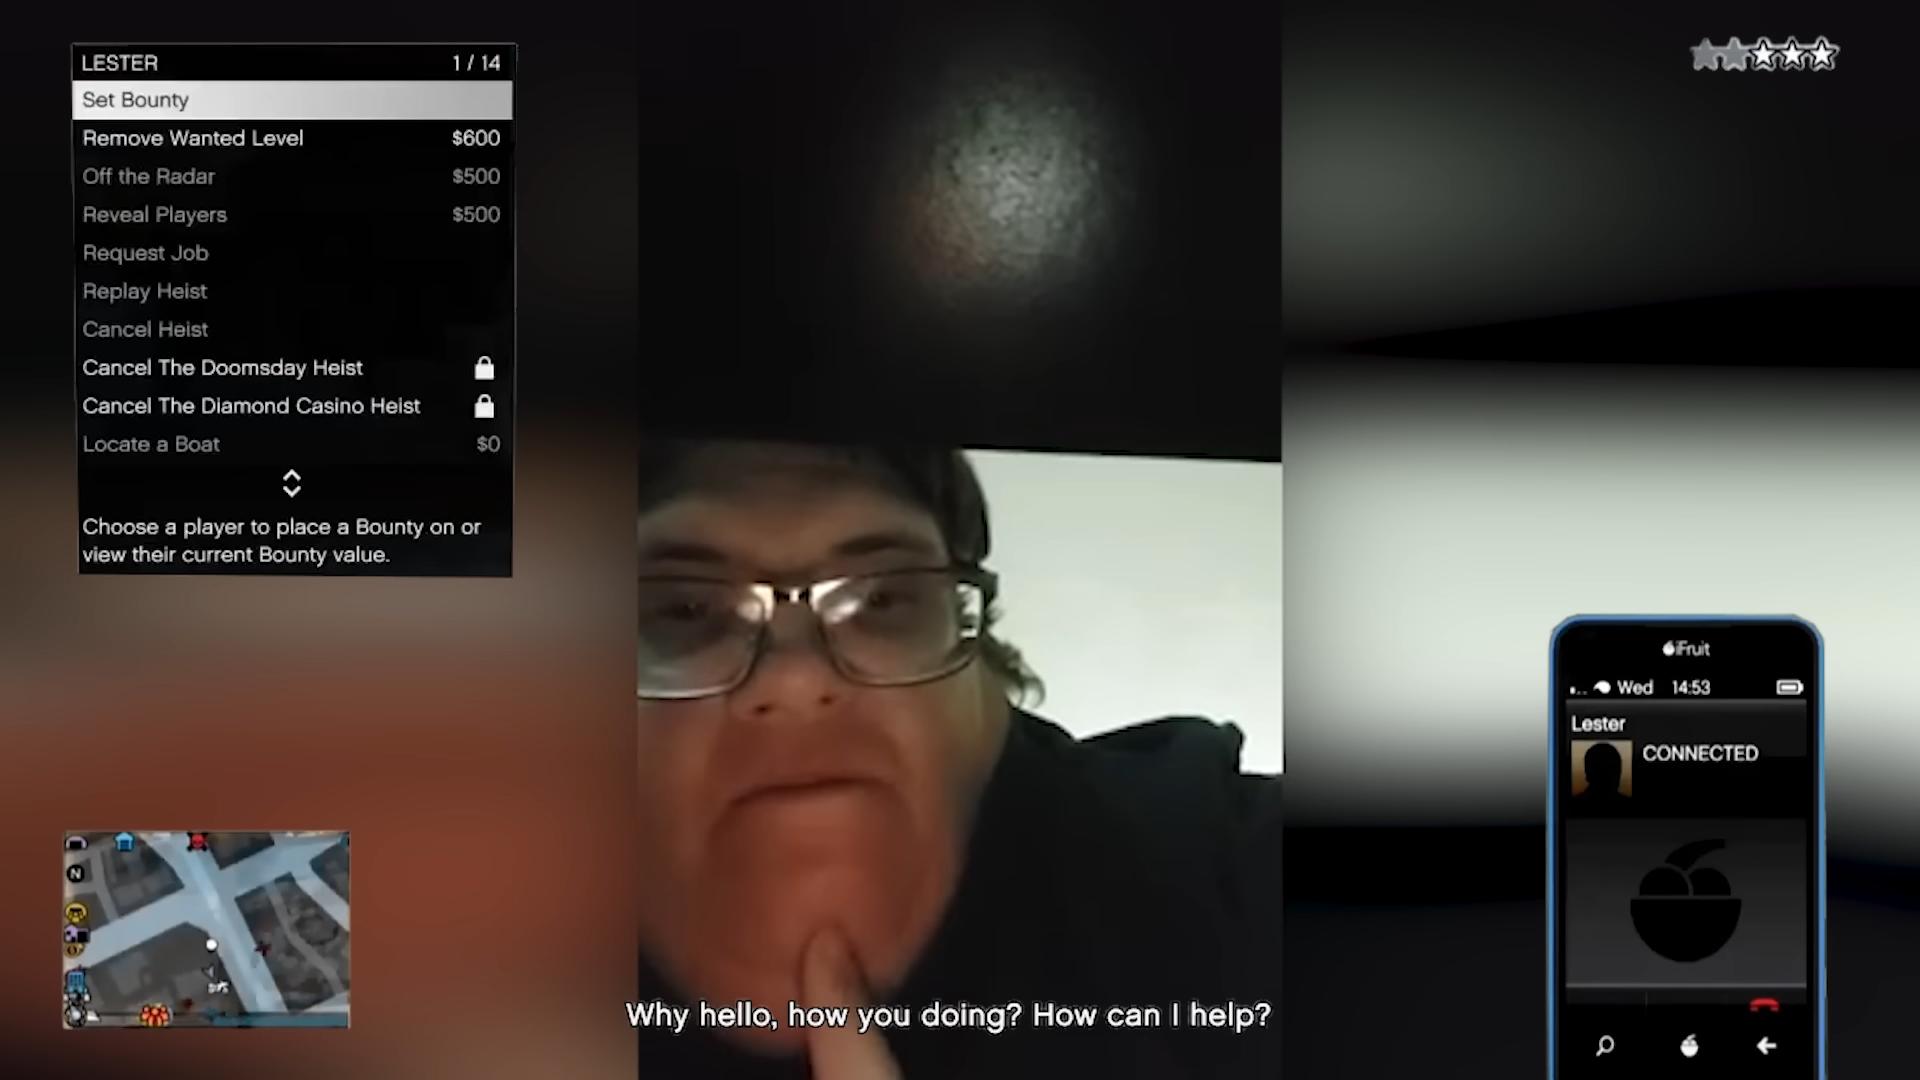 LESTER 1 / 14
Set Bounty
Remove Wanted Level $600
Off the Radar $500
Reveal Players $500
Request Job
Replay Heist
Cancel Heist
Cancel The Doomsday Heist
Cancel The Diamond Casino Heist
Locate a Boat $0
Choose a player to place a Bounty on or
view their current Bounty value.
N
Why hello, how you doing? How can I help?
iFruit
Wed 14:53
Lester
CONNECTED